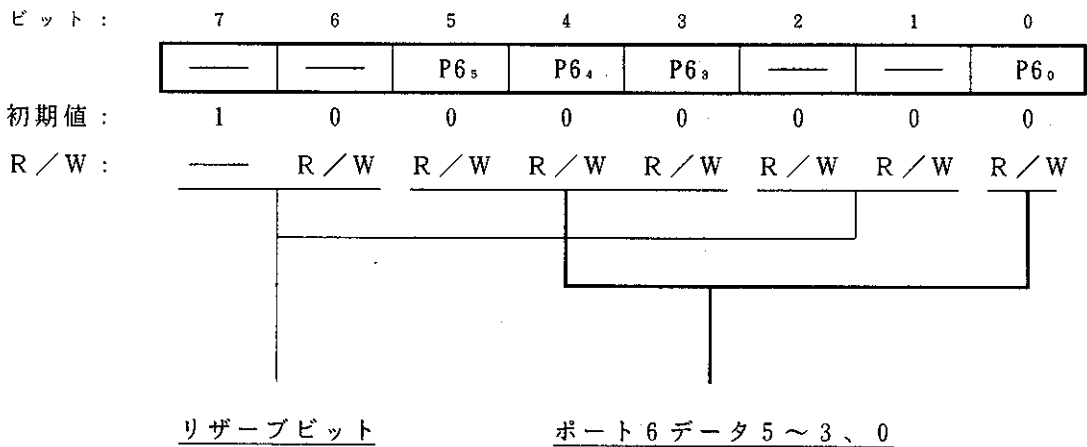 ビット： 7 6 5 4 3 2 1 0
―― ―― P6₅ P6₄ P6₃ ―― ―― P6₀
初期値： 1 0 0 0 0 0 0 0
R／W： ―― R／W R／W R／W R／W R／W R／W R／W
リザーブビット ポート6データ5～3、0